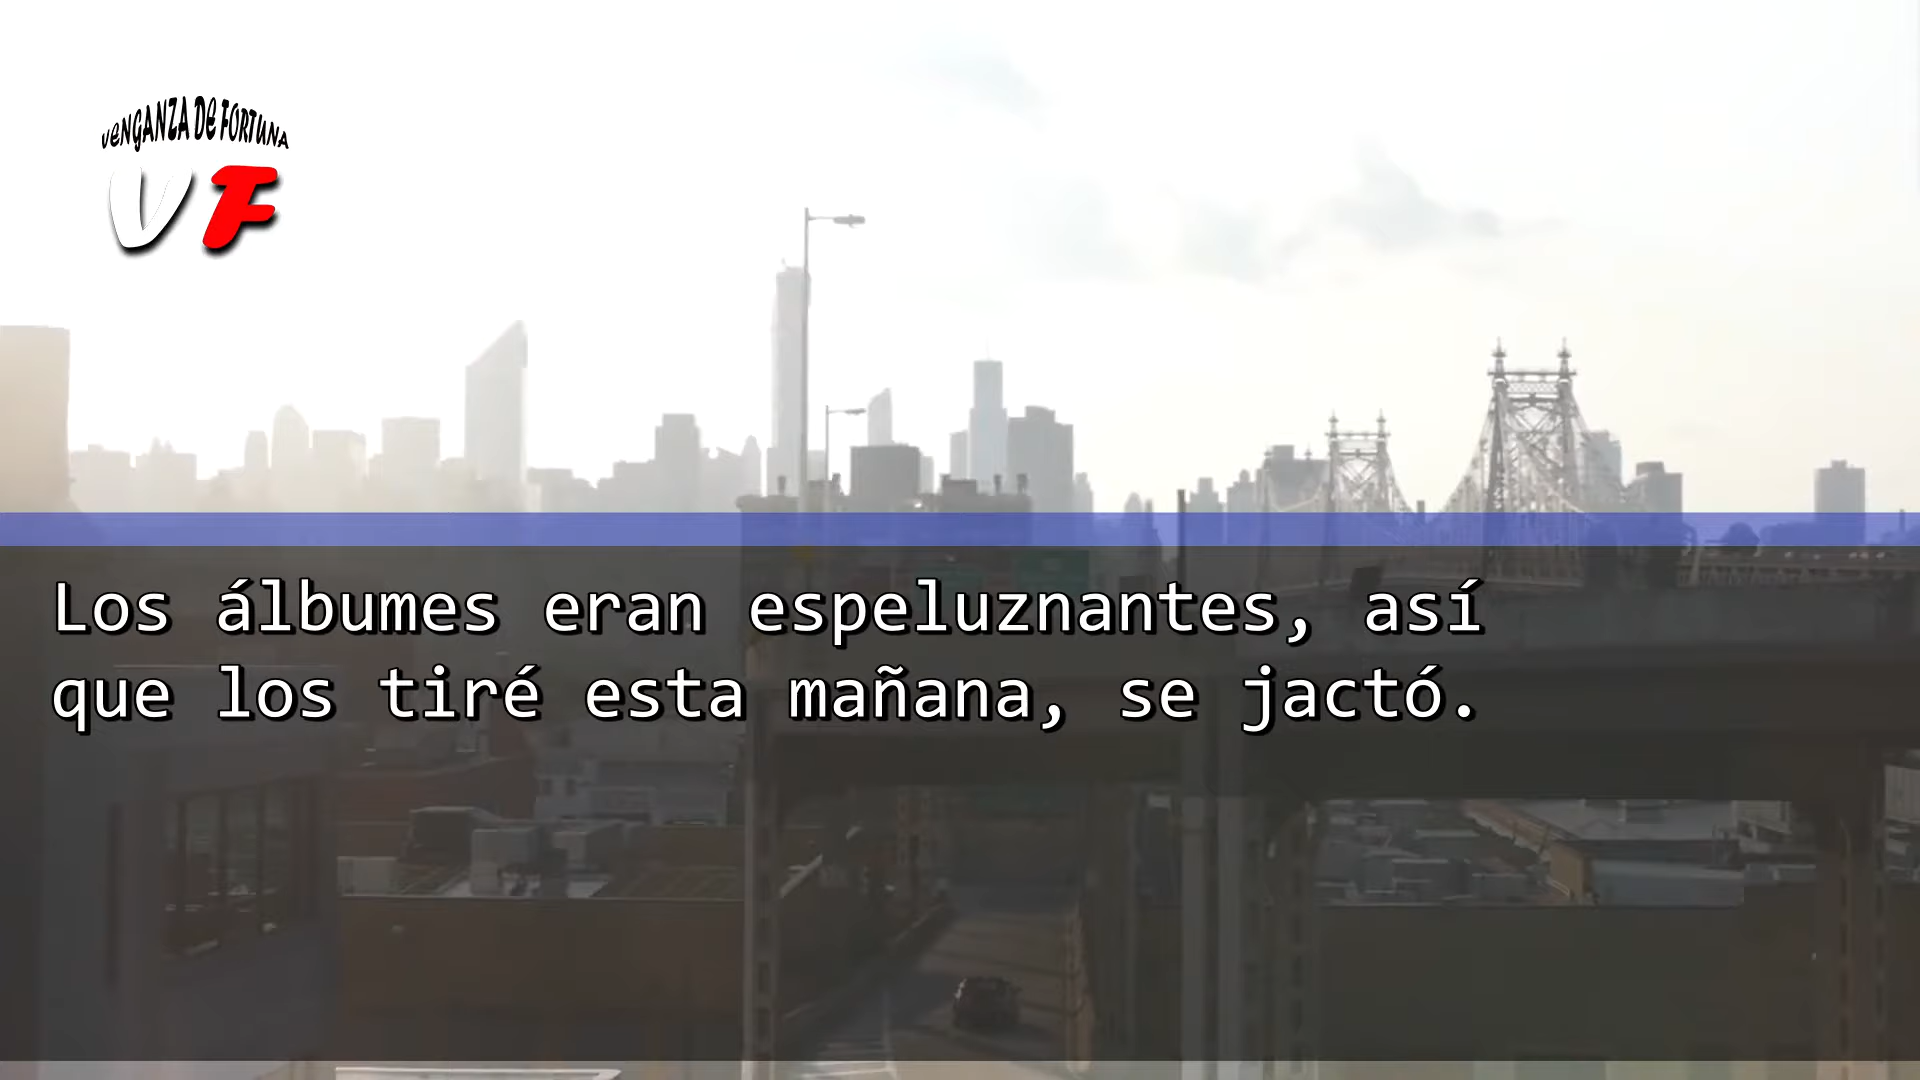 VENGANZA DE FORTUNA
VF
Los álbumes eran espeluznantes, así
que los tiré esta mañana, se jactó.